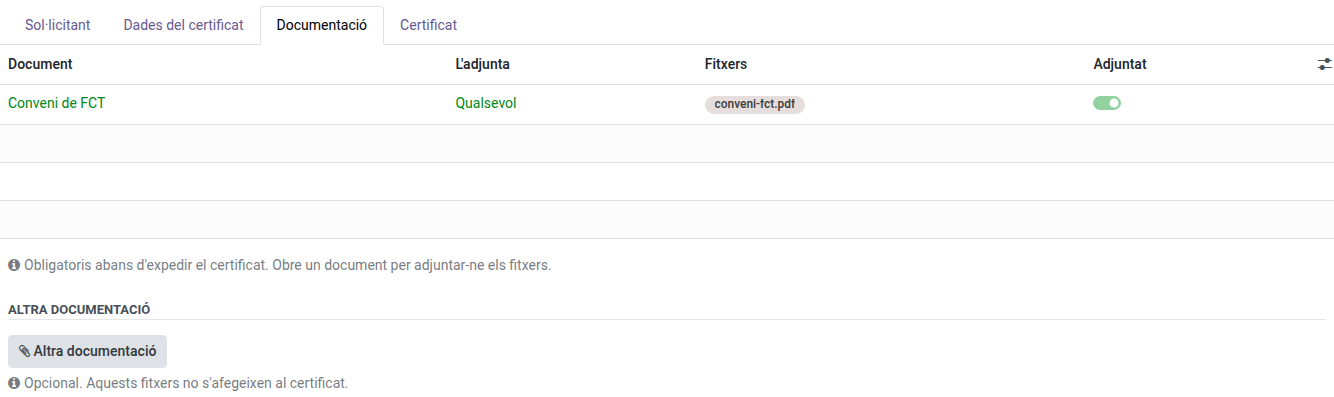 Sol·licitant Dades del certificat Documentació Certificat
Document L'adjunta Fitxers Adjuntat
Conveni de FCT Qualsevol conveni-fct.pdf
Obligatoris abans d'expedir el certificat. Obre un document per adjuntar-ne els fitxers.
ALTRA DOCUMENTACIÓ
Altra documentació
Opcional. Aquests fitxers no s'afegeixen al certificat.